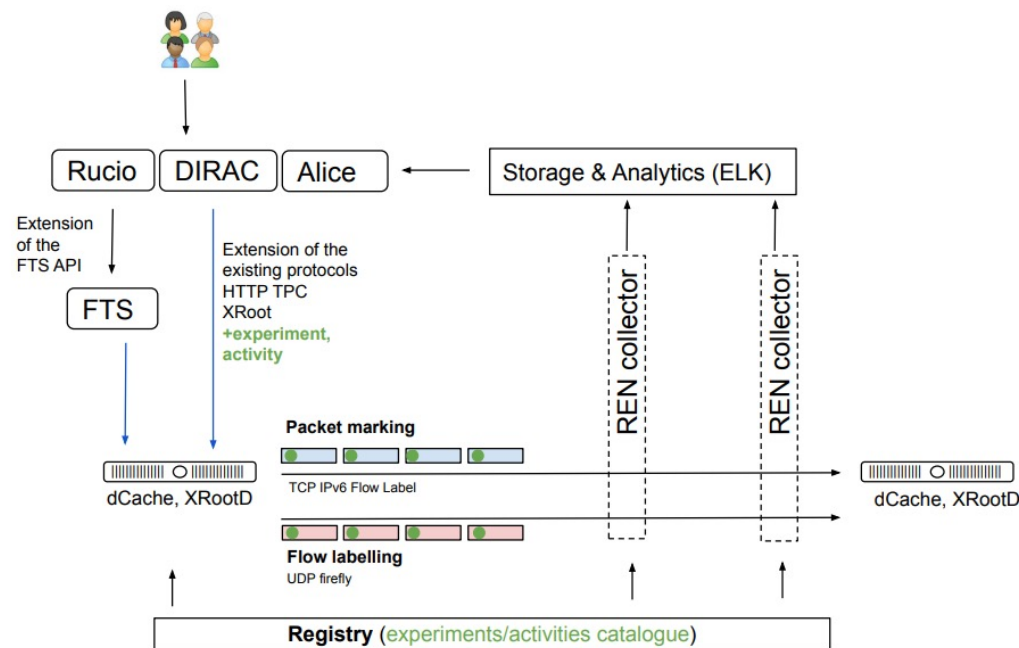 Rucio
DIRAC
Alice
Storage & Analytics (ELK)
Extension
of the
FTS API
Extension of the
existing protocols
HTTP TPC
XRoot
+experiment,
activity
FTS
REN collector
REN collector
Packet marking
TCP IPv6 Flow Label
dCache, XRootD
dCache, XRootD
Flow labelling
UDP firefly
Registry (experiments/activities catalogue)